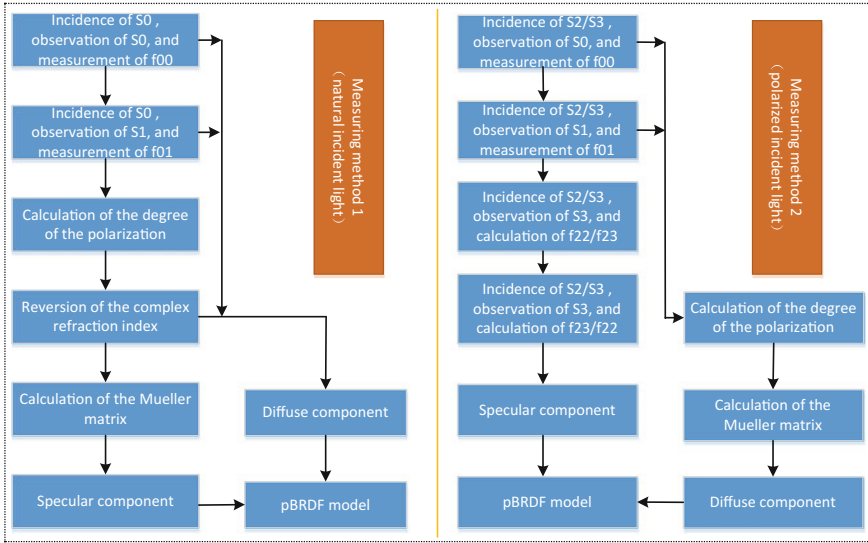 Incidence of S0 ,
observation of S0, and
measurement of f00
Incidence of S0 ,
observation of S1, and
measurement of f01
Calculation of the degree
of the polarization
Reversion of the complex
refraction index
Calculation of the Mueller
matrix
Specular component
Diffuse component
pBRDF model
Measuring method 1
(natural incident light)
Incidence of S2/S3 ,
observation of S0, and
measurement of f00
Incidence of S2/S3,
observation of S1, and
measurement of f01
Incidence of S2/S3,
observation of S3, and
calculation of f22/f23
Incidence of S2/S3 ,
observation of S3, and
calculation of f23/f22
Specular component
pBRDF model
Calculation of the degree
of the polarization
Calculation of the
Mueller matrix
Diffuse component
Measuring method 2
(polarized incident light)